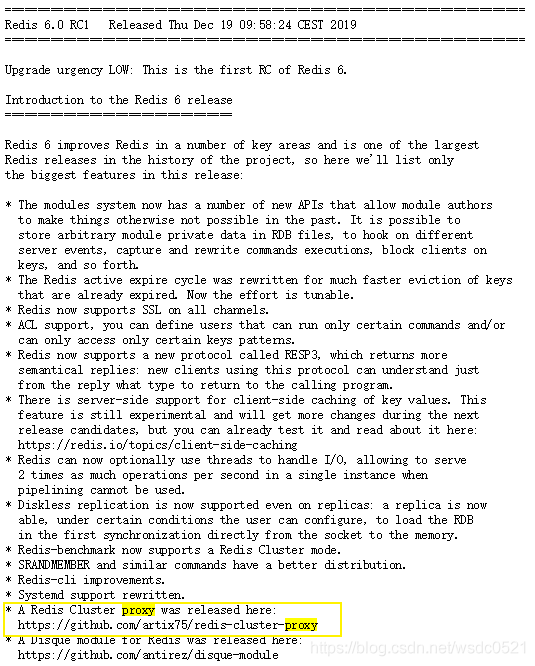 ================================================================
Redis 6.0 RC1   Released Thu Dec 19 09:58:24 CEST 2019
================================================================
Upgrade urgency LOW: This is the first RC of Redis 6.
Introduction to the Redis 6 release
============================
Redis 6 improves Redis in a number of key areas and is one of the largest
Redis releases in the history of the project, so here we'll list only
the biggest features in this release:
* The modules system now has a number of new APIs that allow module authors
to make things otherwise not possible in the past. It is possible to
store arbitrary module private data in RDB files, to hook on different
server events, capture and rewrite commands executions, block clients on
keys, and so forth.
* The Redis active expire cycle was rewritten for much faster eviction of keys
that are already expired. Now the effort is tunable.
* Redis now supports SSL on all channels.
* ACL support, you can define users that can run only certain commands and/or
can only access only certain keys patterns.
* Redis now supports a new protocol called RESP3, which returns more
semantical replies: new clients using this protocol can understand just
from the reply what type to return to the calling program.
* There is server-side support for client-side caching of key values. This
feature is still experimental and will get more changes during the next
release candidates, but you can already test it and read about it here:
https://redis.io/topics/client-side-caching
* Redis can now optionally use threads to handle I/O, allowing to serve
2 times as much operations per second in a single instance when
pipelining cannot be used.
* Diskless replication is now supported even on replicas: a replica is now
able, under certain conditions the user can configure, to load the RDB
in the first synchronization directly from the socket to the memory.
* Redis-benchmark now supports a Redis Cluster mode.
* SRANDMEMBER and similar commands have a better distribution.
* Redis-cli improvements.
* Systemd support rewritten.
* A Redis Cluster proxy was released here:
https://github.com/artix75/redis-cluster-proxy
* A Disque module for Redis was released here:
https://github.com/antirez/disque-module
https://blog.csdn.net/wsdc0521